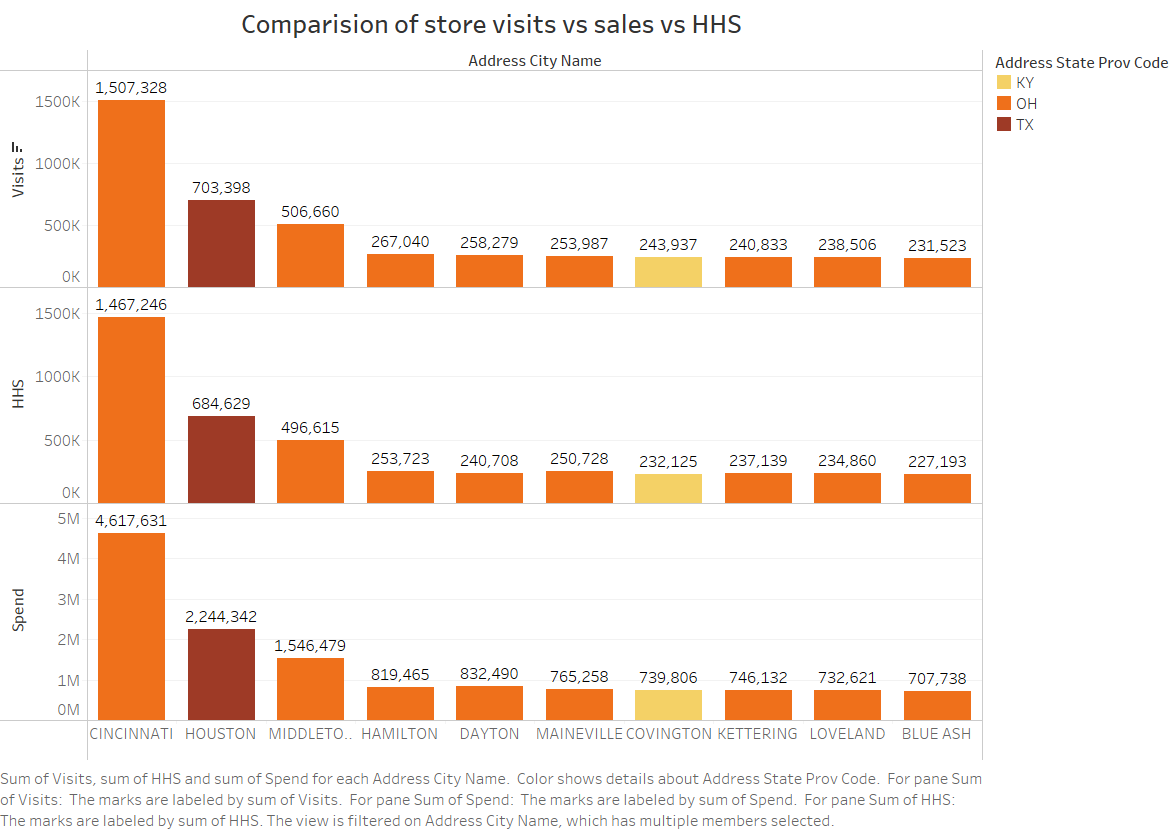 Comparision of store visits vs sales vs HHS
Address City Name
Address State Prov Code
KY
OH
TX
Visits
1500K
1000K
500K
0K
1,507,328
703,398
506,660
267,040
258,279
253,987
243,937
240,833
238,506
231,523
HHS
1500K
1000K
500K
0K
1,467,246
684,629
496,615
253,723
240,708
250,728
232,125
237,139
234,860
227,193
Spend
5M
4M
3M
2M
1M
0M
4,617,631
2,244,342
1,546,479
819,465
832,490
765,258
739,806
746,132
732,621
707,738
CINCINNATI HOUSTON MIDDLETO.. HAMILTON DAYTON MAINEVILLE COVINGTON KETTERING LOVELAND BLUE ASH
Sum of Visits, sum of HHS and sum of Spend for each Address City Name. Color shows details about Address State Prov Code. For pane Sum
of Visits: The marks are labeled by sum of Visits. For pane Sum of Spend: The marks are labeled by sum of Spend. For pane Sum of HHS:
The marks are labeled by sum of HHS. The view is filtered on Address City Name, which has multiple members selected.